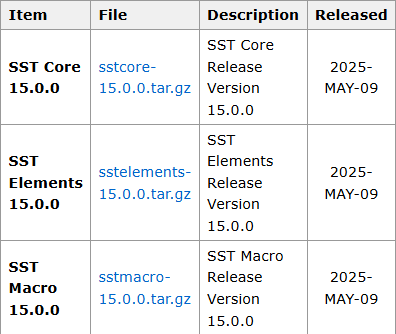 Item File Description Released
SST Core 15.0.0 sstcore-15.0.0.tar.gz SST Core Release Version 15.0.0 2025-MAY-09
SST Elements 15.0.0 sstelements-15.0.0.tar.gz SST Elements Release Version 15.0.0 2025-MAY-09
SST Macro 15.0.0 sstmacro-15.0.0.tar.gz SST Macro Release Version 15.0.0 2025-MAY-09